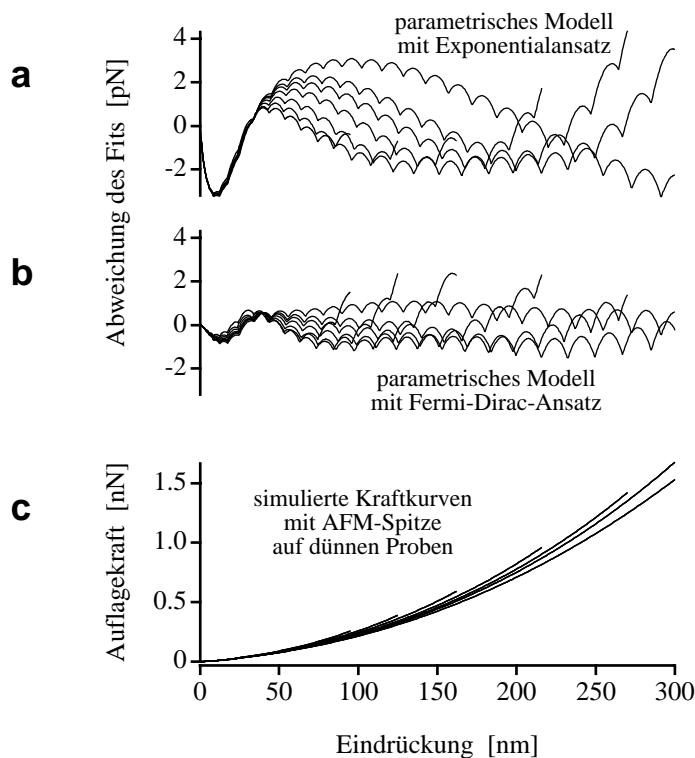 a
Abweichung des Fits [pN]
4
2
0
-2
parametrisches Modell
mit Exponentialansatz
b
4
2
0
-2
parametrisches Modell
mit Fermi-Dirac-Ansatz
c
Auflagekraft [nN]
1.5
1.0
0.5
0
simulierte Kraftkurven
mit AFM-Spitze
auf dünnen Proben
0 50 100 150 200 250 300
Eindrückung [nm]